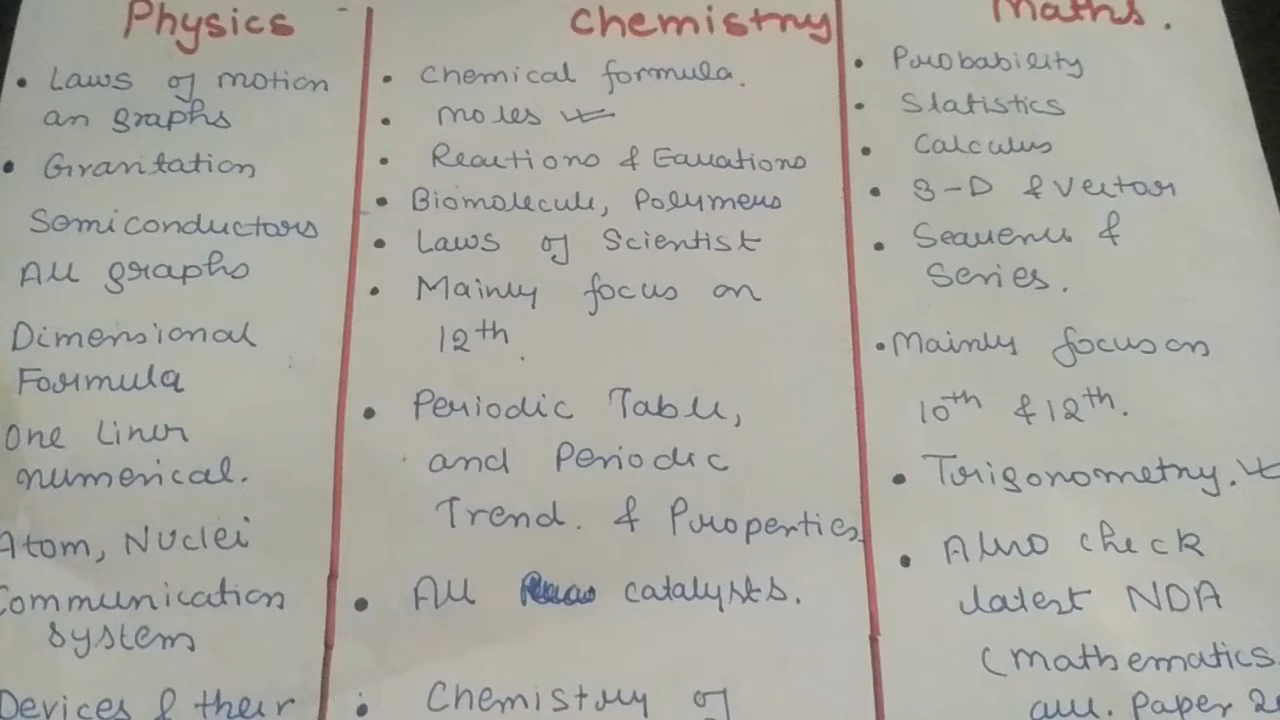 Physics
• Laws of motion
an graphs
• Gravitation
Semiconductors
All graphs
Dimensional
Formula
One Liner
numerical.
Atom, Nuclei
Communication
System
Devices & their
Chemistry
• Chemical formula.
• moles
• Reactions & Equations
• Biomolecule, Polymers
• Laws of Scientist
• Mainly focus on
12th.
• Periodic Table,
and Periodic
Trend. & Properties
• All catalysts.
• Chemistry of
Maths.
• Probability
• Statistics
• Calculus
• 3-D & Vector
• Sequence &
Series.
• Mainly focus on
10th & 12th.
• Trigonometry.
• Also check
latest NDA
(mathematics
Paper